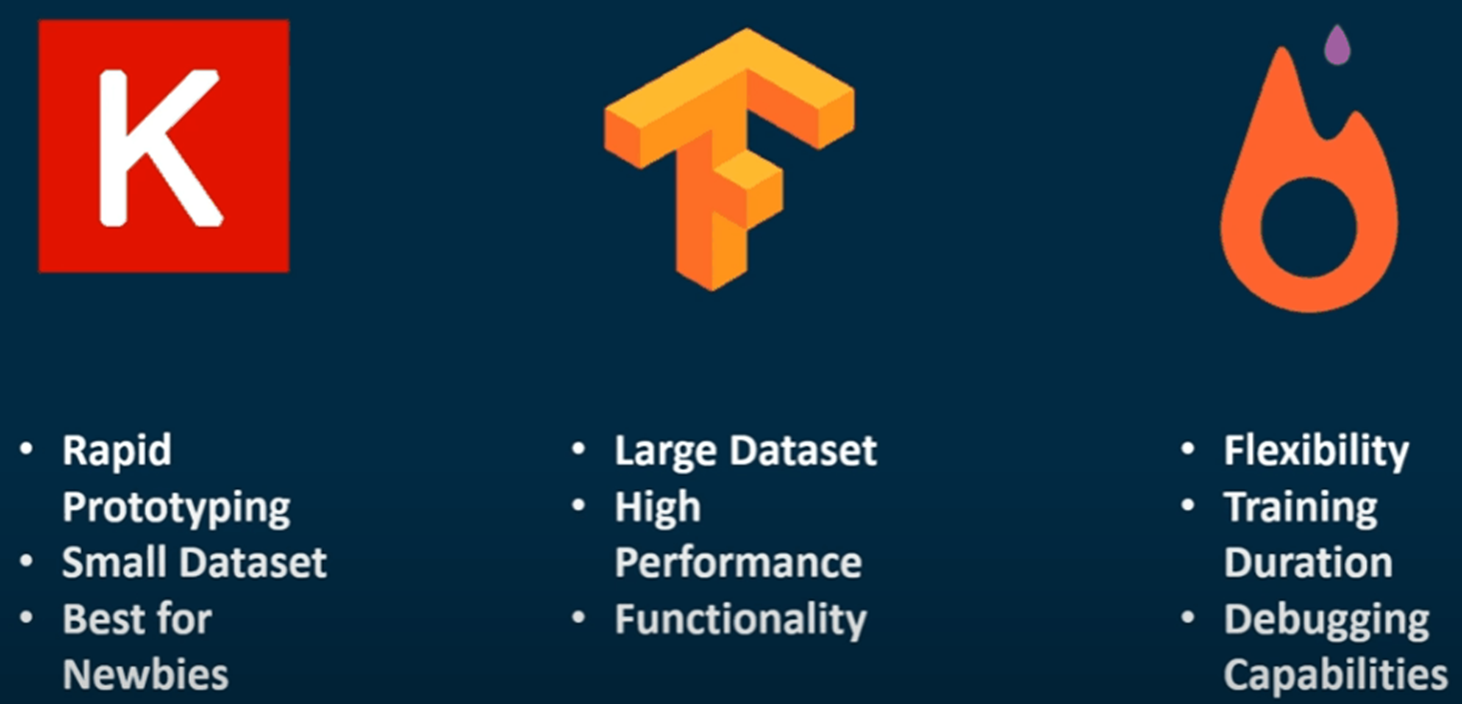 K
• Rapid
Prototyping
• Small Dataset
• Best for
Newbies
• Large Dataset
• High
Performance
• Functionality
• Flexibility
• Training
Duration
• Debugging
Capabilities